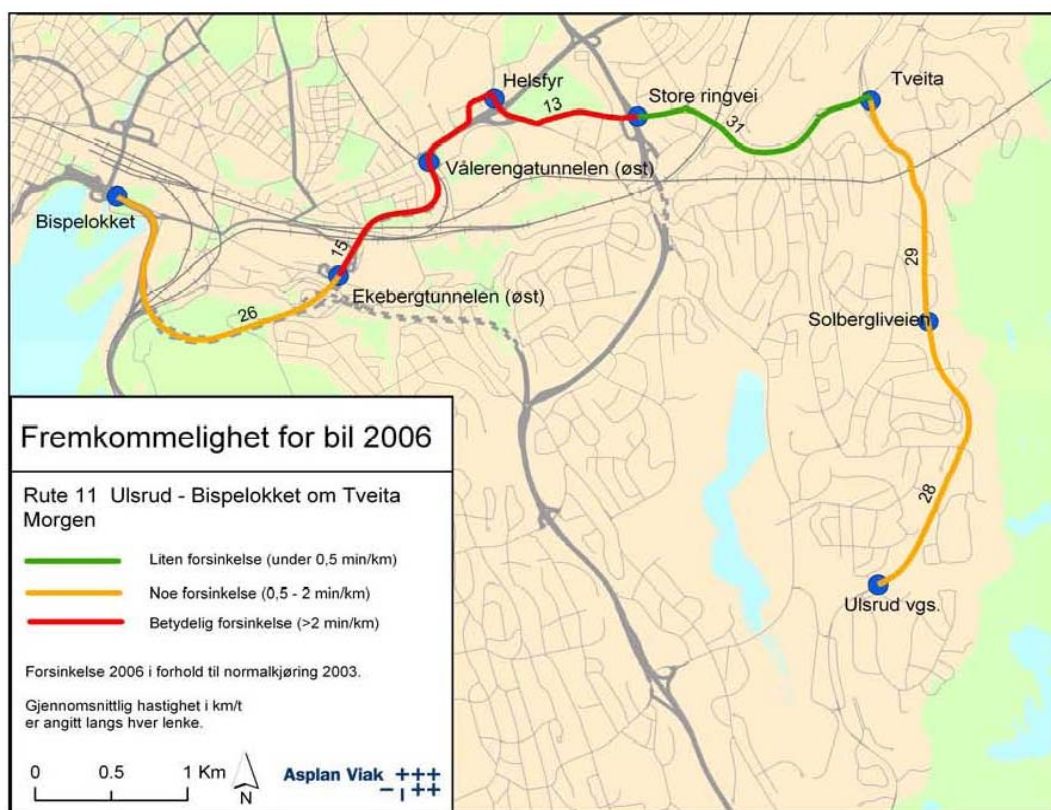 Helsfyr
Tveita
13
Store ringvei
31
Vålerengatunnelen (øst)
Bispelokket
15
29
Ekebergtunnelen (øst)
26
Solbergliveien
Fremkommelighet for bil 2006
Rute 11 Ulsrud - Bispelokket om Tveita
Morgen
28
Liten forsinkelse (under 0,5 min/km)
Noe forsinkelse (0,5 - 2 min/km)
Ulsrud vgs.
Betydelig forsinkelse (>2 min/km)
Forsinkelse 2006 i forhold til normalkjøring 2003.
Gjennomsnittlig hastighet i km/t
er angitt langs hver lenke.
0 0.5 1 Km
N
Asplan Viak